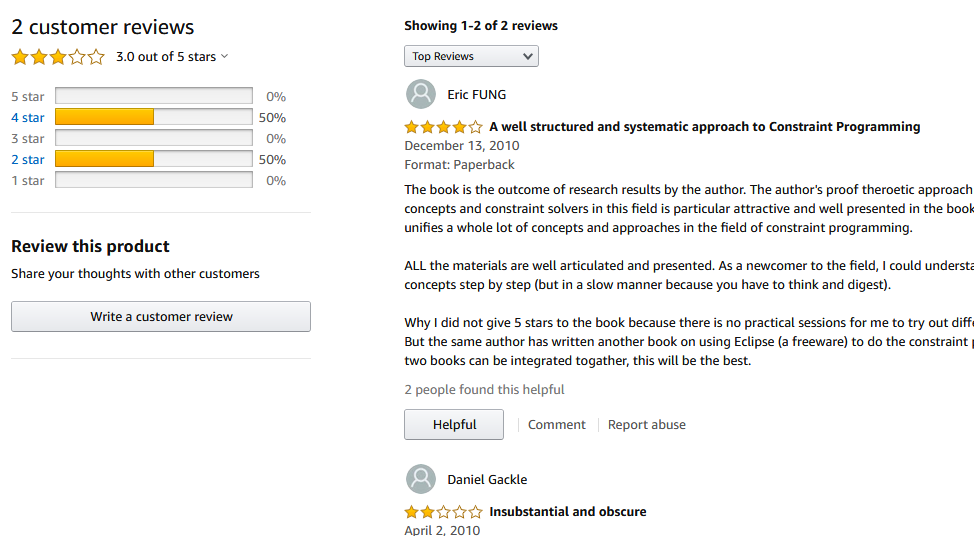 2 customer reviews
3.0 out of 5 stars
5 star 0%
4 star 50%
3 star 0%
2 star 50%
1 star 0%
Review this product
Share your thoughts with other customers
Write a customer review
Showing 1-2 of 2 reviews
Top Reviews
Eric FUNG
A well structured and systematic approach to Constraint Programming
December 13, 2010
Format: Paperback
The book is the outcome of research results by the author. The author's proof theroetic approach
concepts and constraint solvers in this field is particular attractive and well presented in the book
unifies a whole lot of concepts and approaches in the field of constraint programming.
ALL the materials are well articulated and presented. As a newcomer to the field, I could understa
concepts step by step (but in a slow manner because you have to think and digest).
Why I did not give 5 stars to the book because there is no practical sessions for me to try out diff
But the same author has written another book on using Eclipse (a freeware) to do the constraint
two books can be integrated togather, this will be the best.
2 people found this helpful
Helpful
Comment
Report abuse
Daniel Gackle
Insubstantial and obscure
April 2, 2010